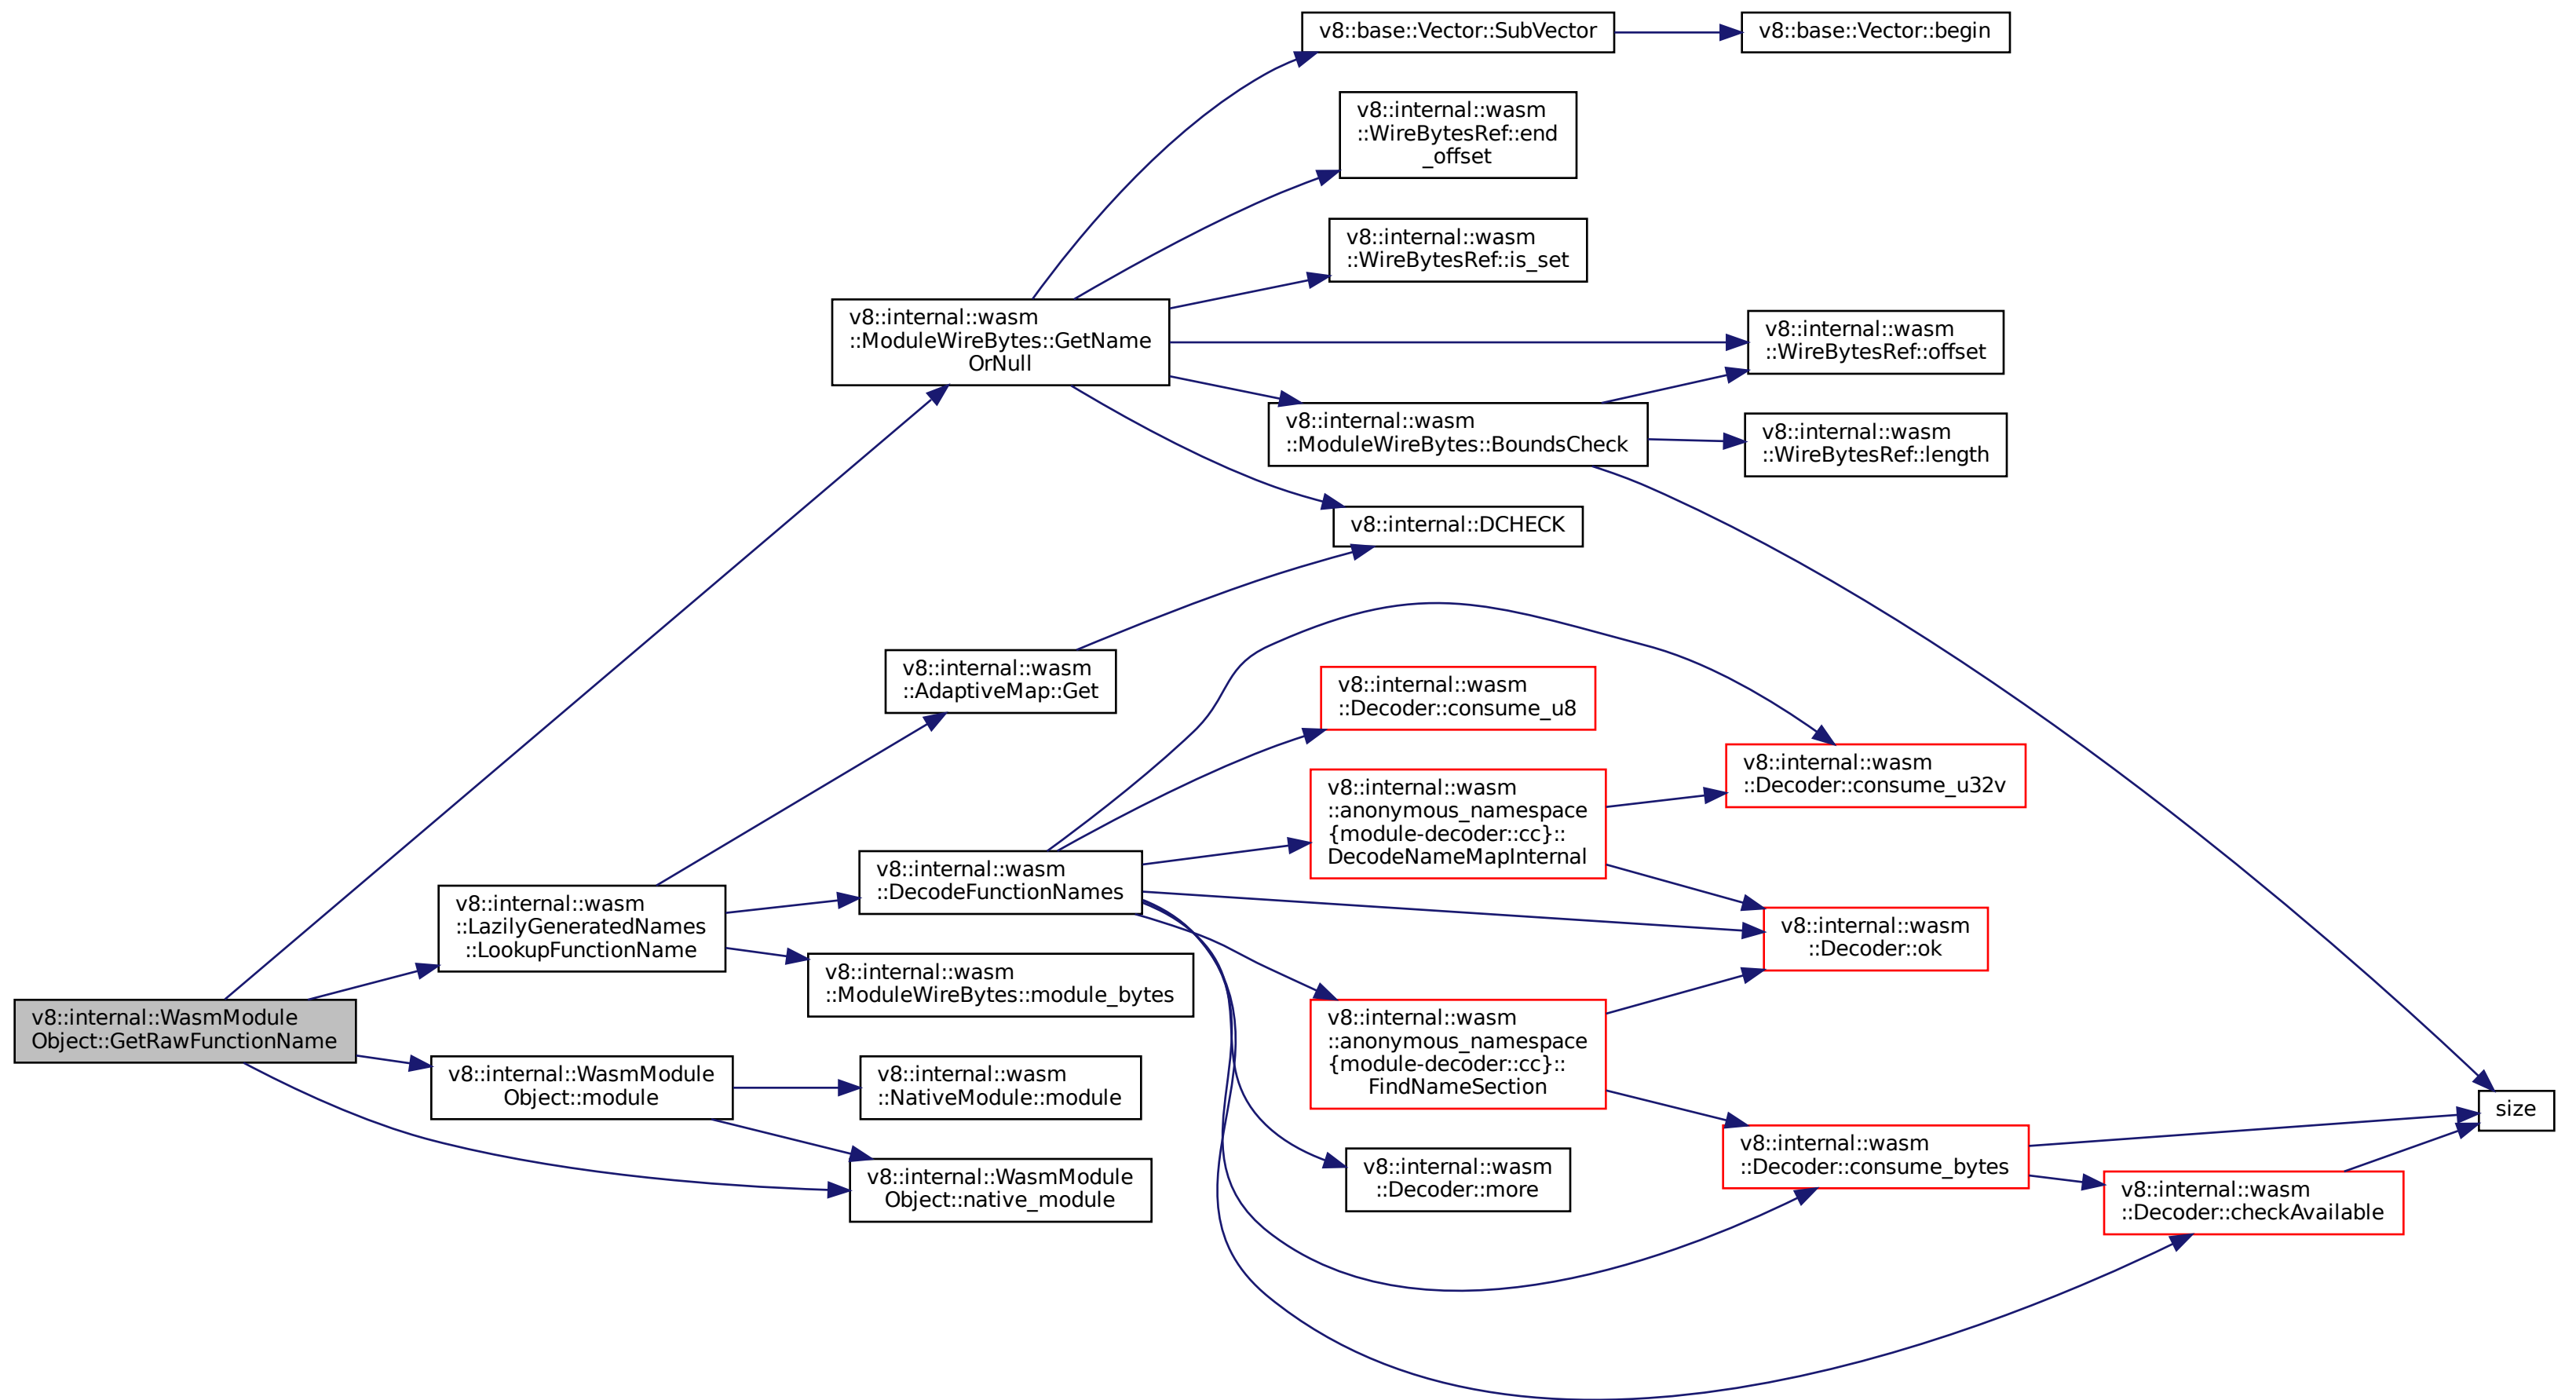 v8::internal::WasmModule
Object::GetRawFunctionName
v8::internal::wasm
::ModuleWireBytes::GetName
OrNull
v8::internal::wasm
::LazilyGeneratedNames
::LookupFunctionName
v8::internal::WasmModule
Object::module
v8::internal::wasm
::AdaptiveMap::Get
v8::internal::wasm
::DecodeFunctionNames
v8::internal::wasm
::ModuleWireBytes::module_bytes
v8::internal::wasm
::NativeModule::module
v8::internal::WasmModule
Object::native_module
v8::base::Vector::SubVector
v8::base::Vector::begin
v8::internal::wasm
::WireBytesRef::end
_offset
v8::internal::wasm
::WireBytesRef::is_set
v8::internal::wasm
::WireBytesRef::offset
v8::internal::wasm
::ModuleWireBytes::BoundsCheck
v8::internal::wasm
::WireBytesRef::length
v8::internal::DCHECK
v8::internal::wasm
::Decoder::consume_u8
v8::internal::wasm
::Decoder::consume_u32v
v8::internal::wasm
::anonymous_namespace
{module-decoder::cc}::
DecodeNameMapInternal
v8::internal::wasm
::Decoder::ok
v8::internal::wasm
::anonymous_namespace
{module-decoder::cc}::
FindNameSection
v8::internal::wasm
::Decoder::more
v8::internal::wasm
::Decoder::consume_bytes
v8::internal::wasm
::Decoder::checkAvailable
size